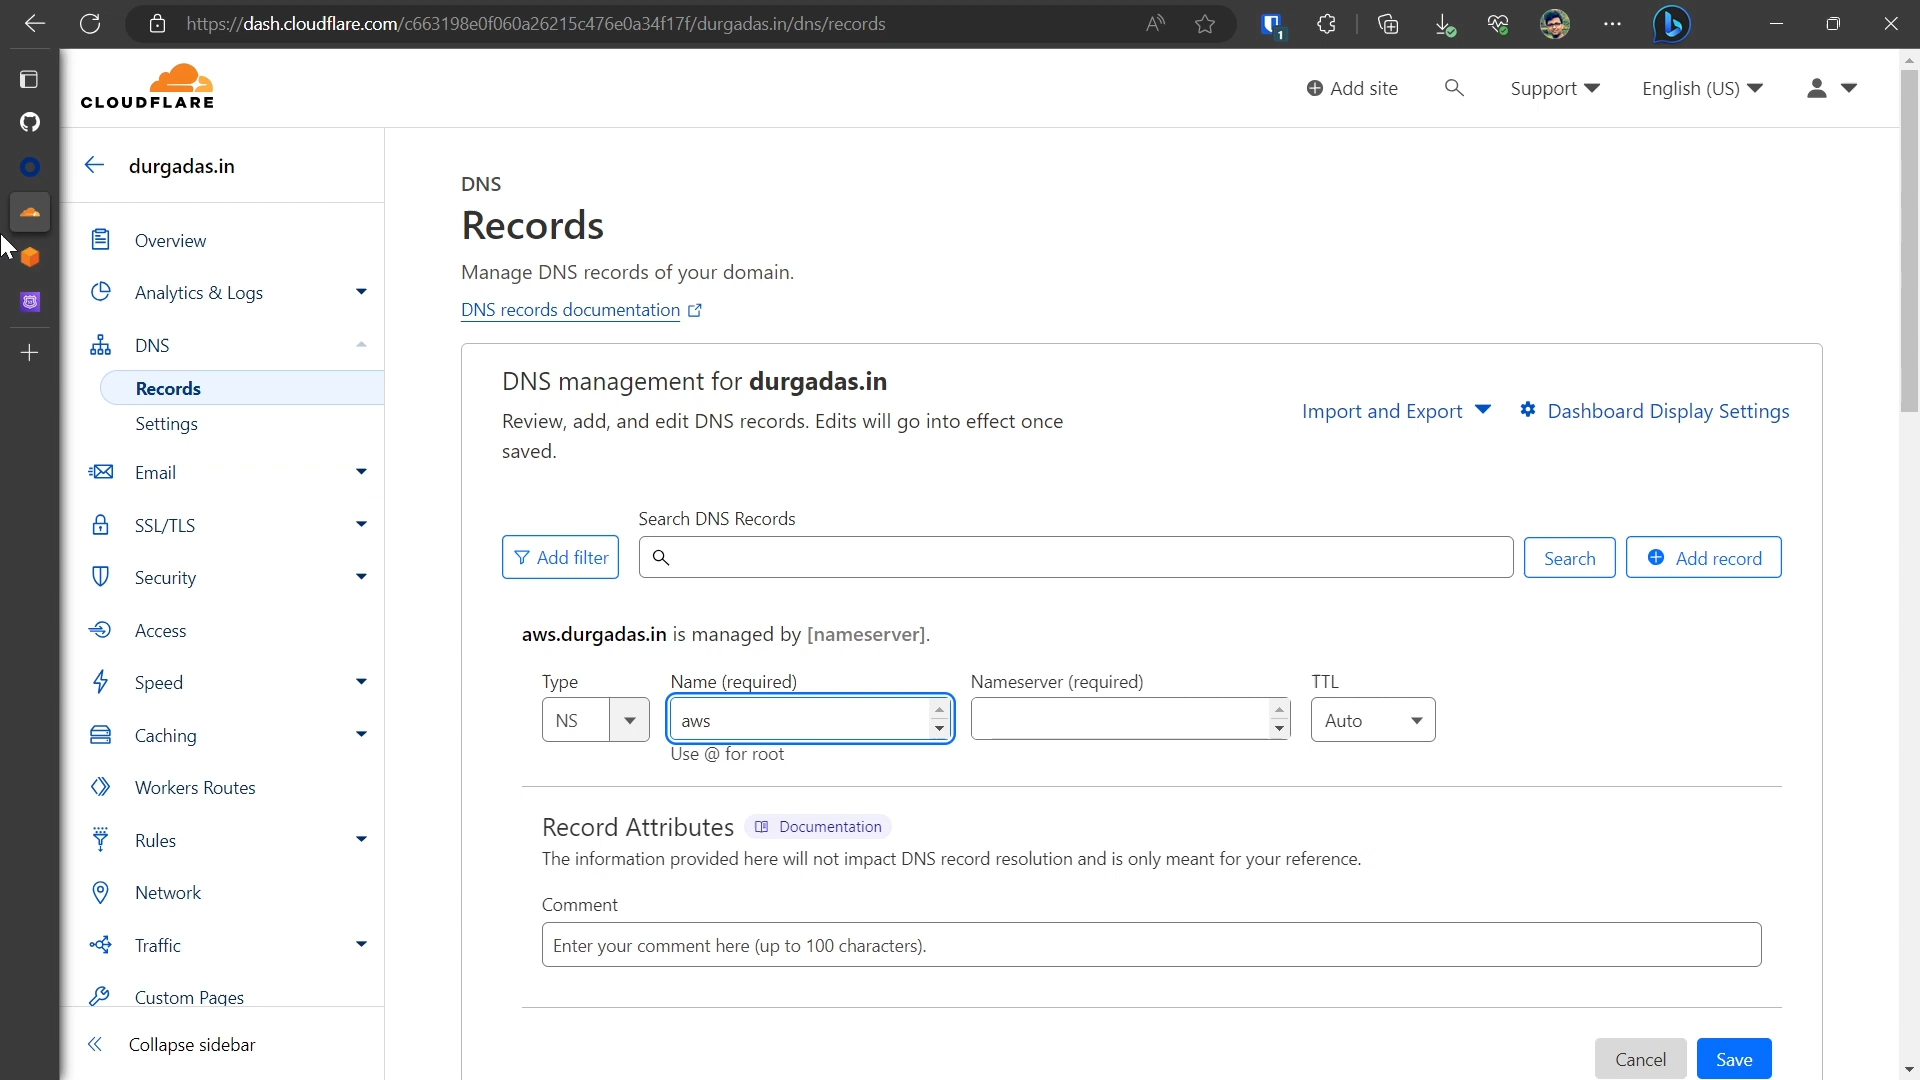 https://dash.cloudflare.com/c663198e0f060a26215c476e0a34f17f/durgadas.in/dns/records
1
CLOUDFLARE
Add site
Support
English (US)
durgadas.in
Overview
Analytics & Logs
DNS
Records
Settings
Email
SSL/TLS
Security
Access
Speed
Caching
Workers Routes
Rules
Network
Traffic
Custom Pages
Collapse sidebar
DNS
Records
Manage DNS records of your domain.
DNS records documentation
DNS management for durgadas.in
Review, add, and edit DNS records. Edits will go into effect once
saved.
Import and Export
Dashboard Display Settings
Search DNS Records
Add filter
Search
Add record
aws.durgadas.in is managed by [nameserver].
Type
Name (required)
Nameserver (required)
TTL
NS
aws
Auto
Use @ for root
Record Attributes
Documentation
The information provided here will not impact DNS record resolution and is only meant for your reference.
Comment
Enter your comment here (up to 100 characters).
Cancel
Save